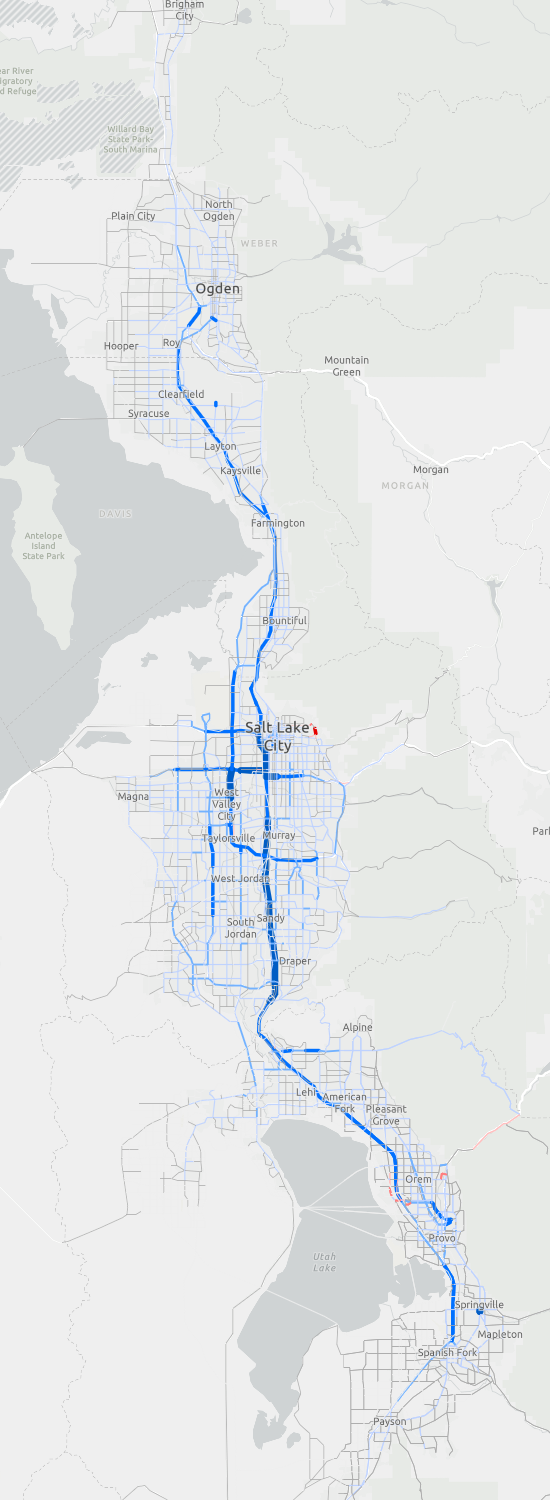 Brigham
City
ear River
igratory
d Refuge
Willard Bay
State Park-
South Marina
North
Ogden
Plain City
WEBER
Ogden
Hooper
Roy
Mountain
Green
Clearfield
Syracuse
Layton
Kaysville
Morgan
MORGAN
DAVIS
Farmington
Antelope
Island
State Park
Bountiful
Salt Lake
City
Magna
West
Valley
City
Taylorsville
Murray
Park
West Jordan
South
Jordan
Sandy
Draper
Alpine
Lehi
American
Fork
Pleasant
Grove
Orem
Provo
Utah
Lake
Springville
Mapleton
Spanish Fork
Payson